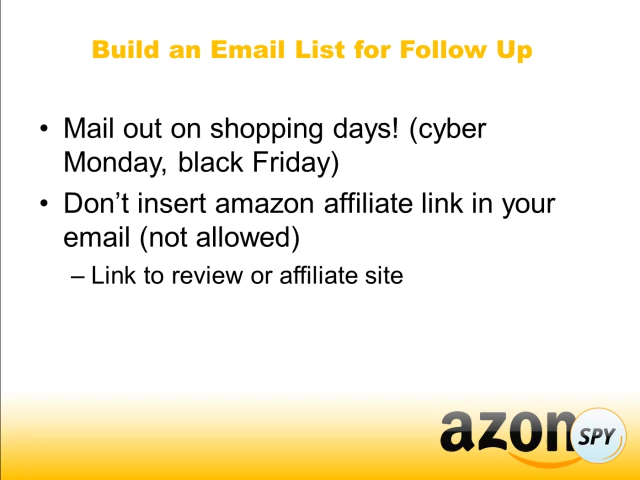 Build an Email List for Follow Up
• Mail out on shopping days! (cyber
Monday, black Friday)
• Don’t insert amazon affiliate link in your
email (not allowed)
– Link to review or affiliate site
azon SPY